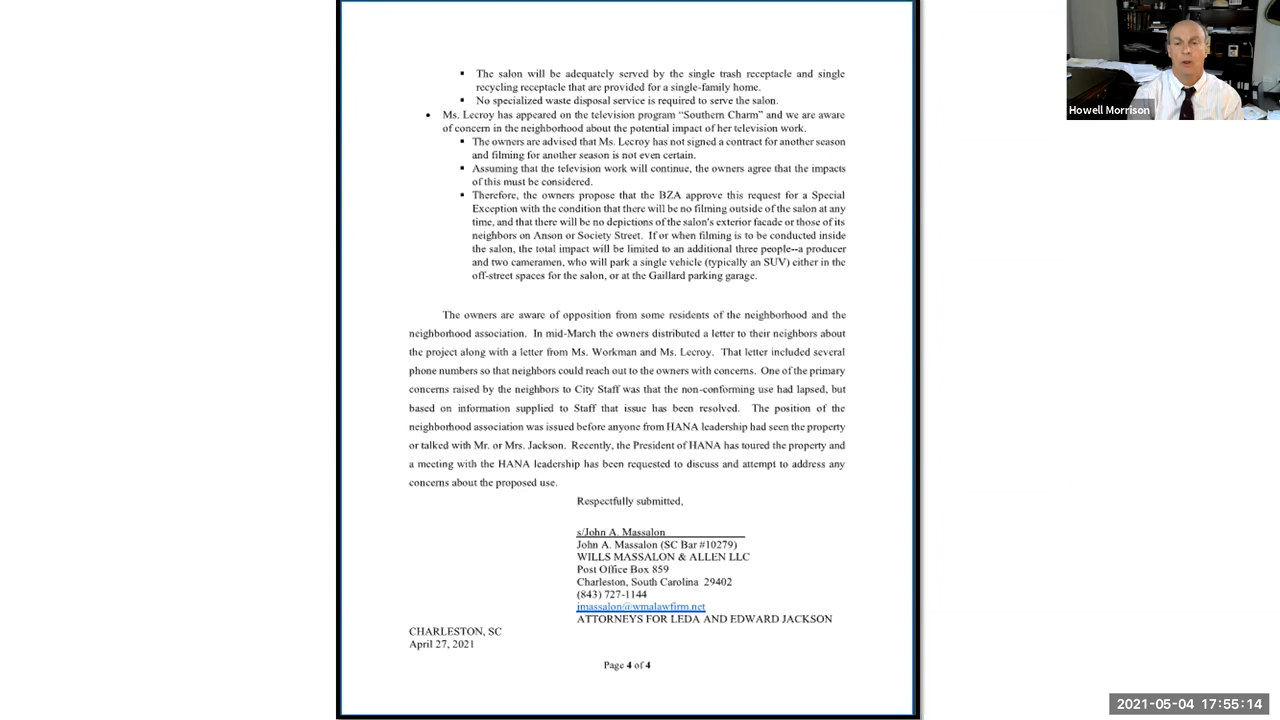 ▪ The salon will be adequately served by the single trash receptacle and single
recycling receptacle that are provided for a single-family home.
▪ No specialized waste disposal service is required to serve the salon.
• Ms. Lecroy has appeared on the television program “Southern Charm” and we are aware
of concern in the neighborhood about the potential impact of her television work.
▪ The owners are advised that Ms. Lecroy has not signed a contract for another season
and filming for another season is not even certain.
▪ Assuming that the television work will continue, the owners agree that the impacts
of this must be considered.
▪ Therefore, the owners propose that the BZA approve this request for a Special
Exception with the condition that there will be no filming outside of the salon at any
time, and that there will be no depictions of the salon's exterior facade or those of its
neighbors on Anson or Society Street. If or when filming is to be conducted inside
the salon, the total impact will be limited to an additional three people--a producer
and two cameramen, who will park a single vehicle (typically an SUV) either in the
off-street spaces for the salon, or at the Gaillard parking garage.
The owners are aware of opposition from some residents of the neighborhood and the
neighborhood association. In mid-March the owners distributed a letter to their neighbors about
the project along with a letter from Ms. Workman and Ms. Lecroy. That letter included several
phone numbers so that neighbors could reach out to the owners with concerns. One of the primary
concerns raised by the neighbors to City Staff was that the non-conforming use had lapsed, but
based on information supplied to Staff that issue has been resolved. The position of the
neighborhood association was issued before anyone from HANA leadership had seen the property
or talked with Mr. or Mrs. Jackson. Recently, the President of HANA has toured the property and
a meeting with the HANA leadership has been requested to discuss and attempt to address any
concerns about the proposed use.
Respectfully submitted,
s/John A. Massalon
John A. Massalon (SC Bar #10279)
WILLS MASSALON & ALLEN LLC
Post Office Box 859
Charleston, South Carolina 29402
(843) 727-1144
jmassalon@wmalawfirm.net
ATTORNEYS FOR LEDA AND EDWARD JACKSON
CHARLESTON, SC
April 27, 2021
Page 4 of 4
Howell Morrison
2021-05-04 17:55:14